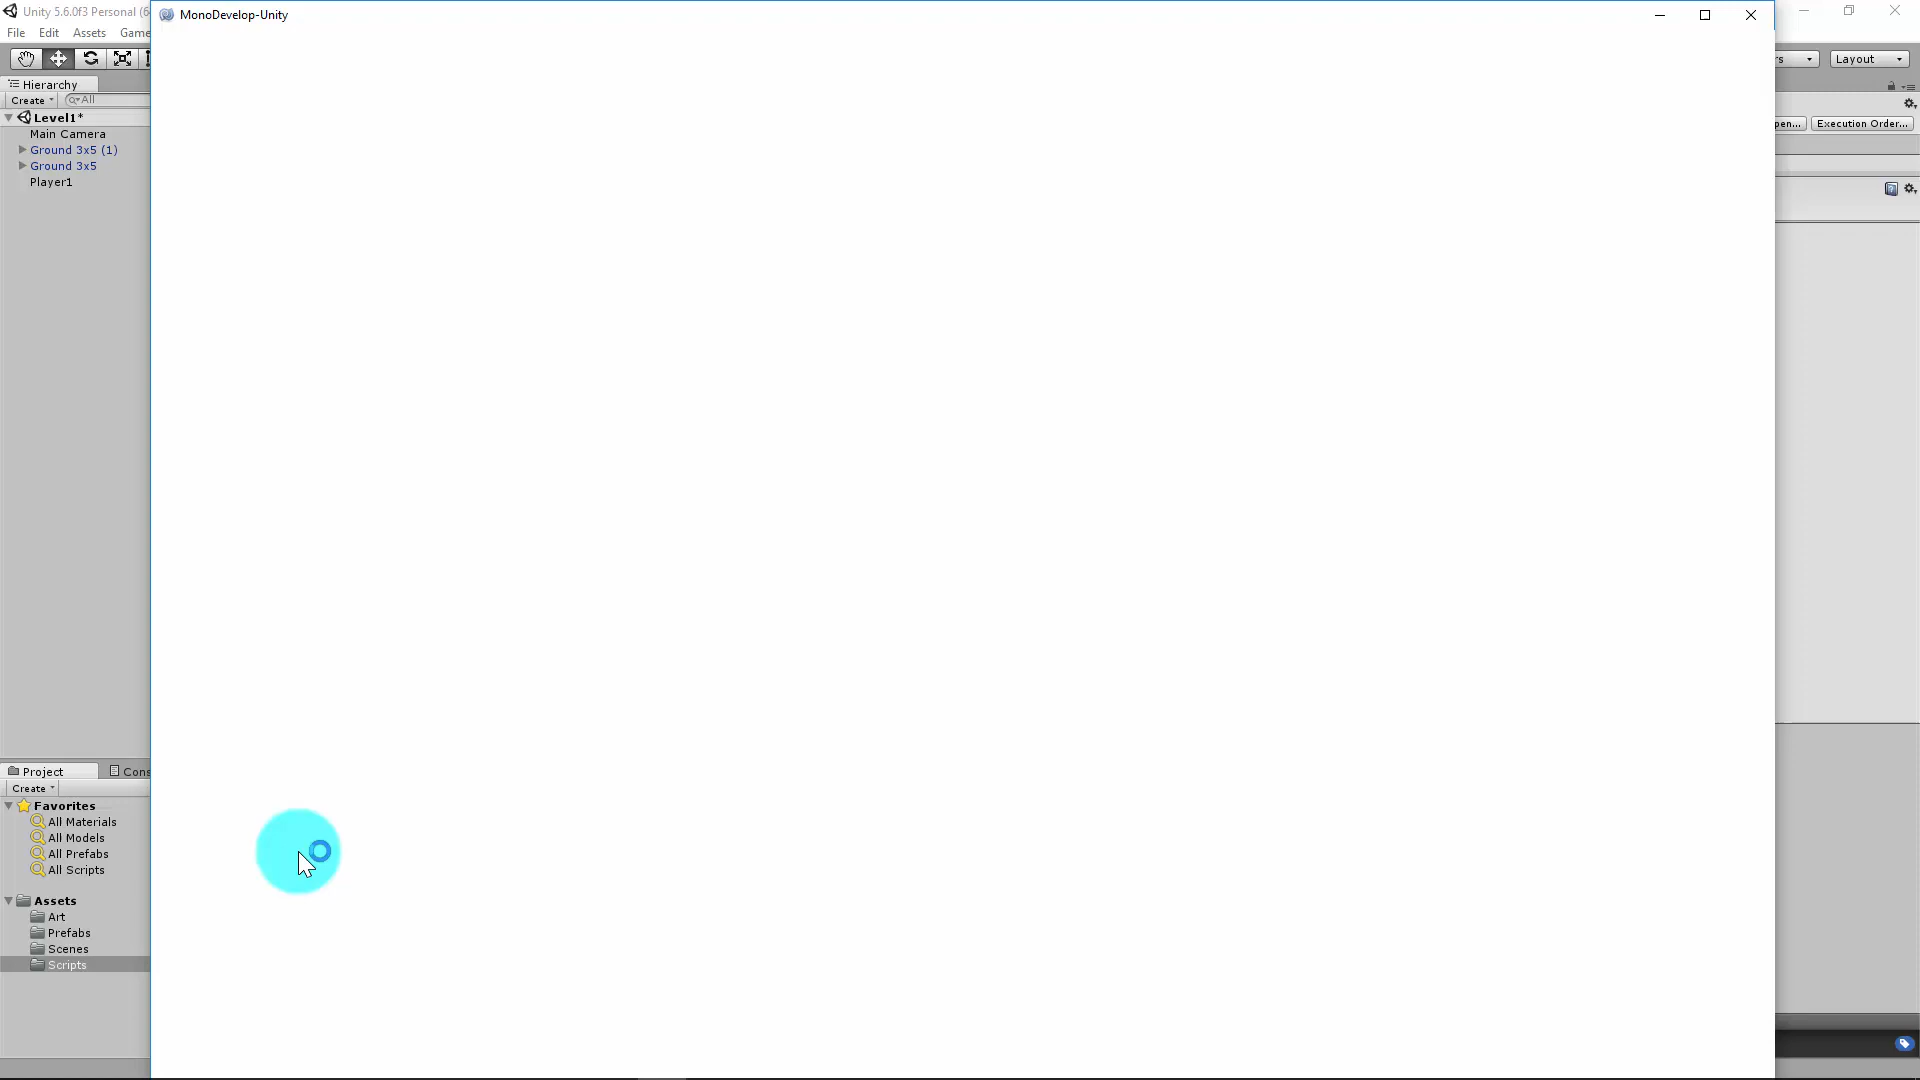 Unity 5.6.0f3 Personal (6
MonoDevelop-Unity
File Edit Assets Game
Layout
Hierarchy
Create
All
Execution Order...
Level1*
Main Camera
Ground 3x5 (1)
Ground 3x5
Player1
Project
Cons
Create
Favorites
All Materials
All Models
All Prefabs
All Scripts
Assets
Art
Prefabs
Scenes
Scripts